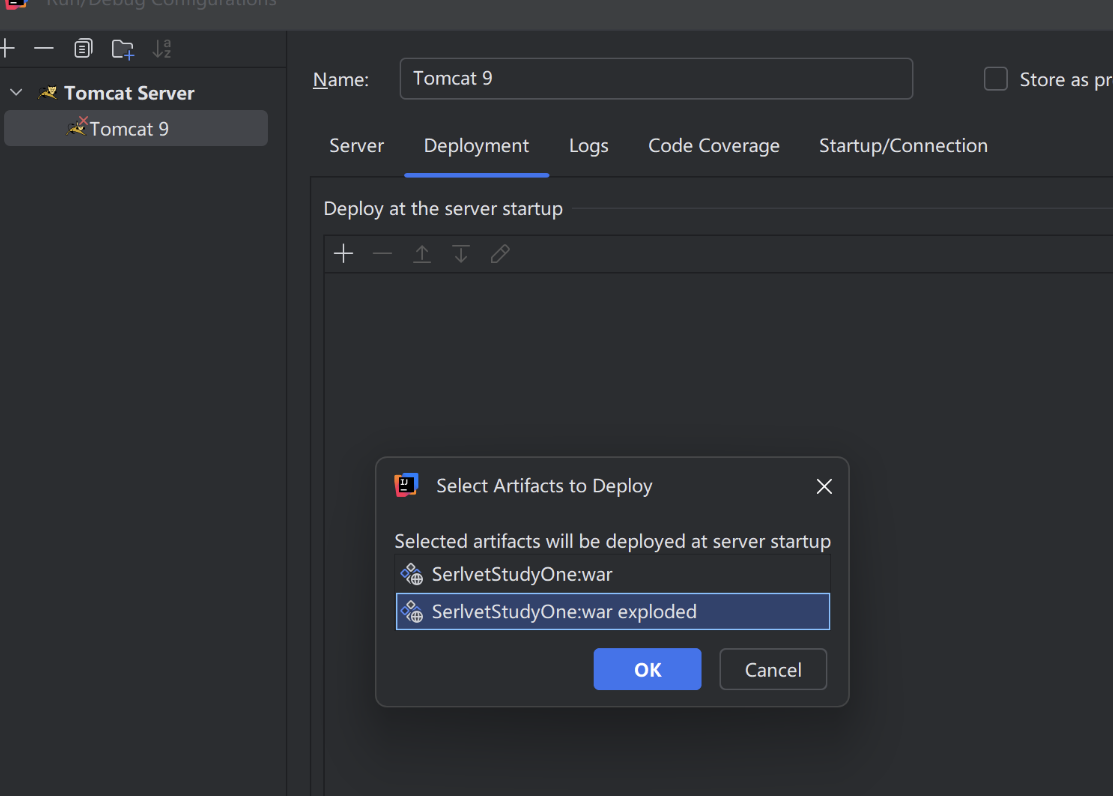 Run/Debug Configurations
Name:
Tomcat 9
Store as pr
Tomcat Server
Tomcat 9
Server
Deployment
Logs
Code Coverage
Startup/Connection
Deploy at the server startup
Select Artifacts to Deploy
Selected artifacts will be deployed at server startup
SerlvetStudyOne:war
SerlvetStudyOne:war exploded
OK
Cancel